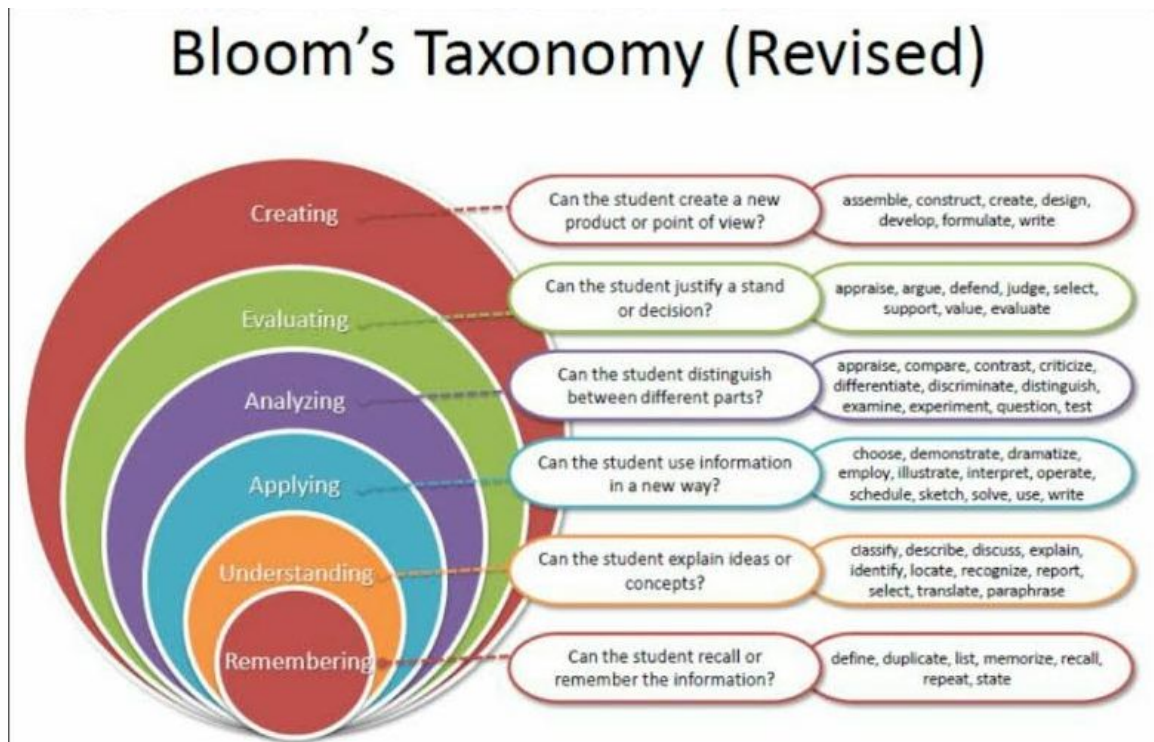 Bloom's Taxonomy (Revised)
Creating
Can the student create a new
product or point of view?
assemble, construct, create, design,
develop, formulate, write
Evaluating
Can the student justify a stand
or decision?
appraise, argue, defend, judge, select,
support, value, evaluate
Analyzing
Can the student distinguish
between different parts?
appraise, compare, contrast, criticize,
differentiate, discriminate, distinguish,
examine, experiment, question, test
Applying
Can the student use information
in a new way?
choose, demonstrate, dramatize,
employ, illustrate, interpret, operate,
schedule, sketch, solve, use, write
Understanding
Can the student explain ideas or
concepts?
classify, describe, discuss, explain,
identify, locate, recognize, report,
select, translate, paraphrase
Remembering
Can the student recall or
remember the information?
define, duplicate, list, memorize, recall,
repeat, state